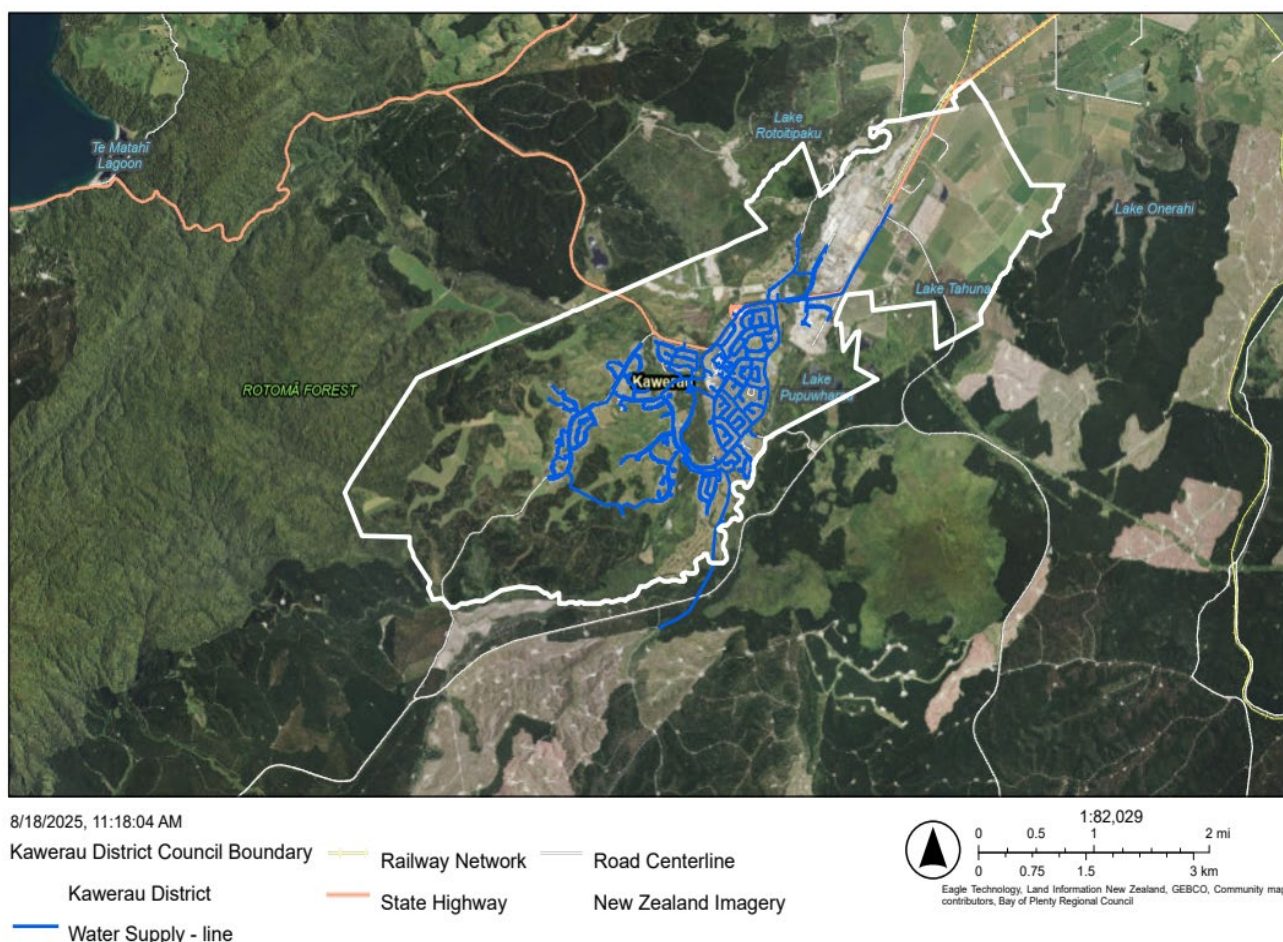 Lake
Rotoitipaku
Te Matahī
Lagoon
Lake Onerahi
Lake Tahuna
ROTOMĀ FOREST
Kawerau
Lake
8/18/2025, 11:18:04 AM
Kawerau District Council Boundary
Kawerau District
Water Supply - line
Railway Network
State Highway
Road Centerline
New Zealand Imagery
1:82,029
0 0.5 1 2 mi
0 0.75 1.5 3 km
Eagle Technology, Land Information New Zealand, GEBCO, Community map
contributors, Bay of Plenty Regional Council